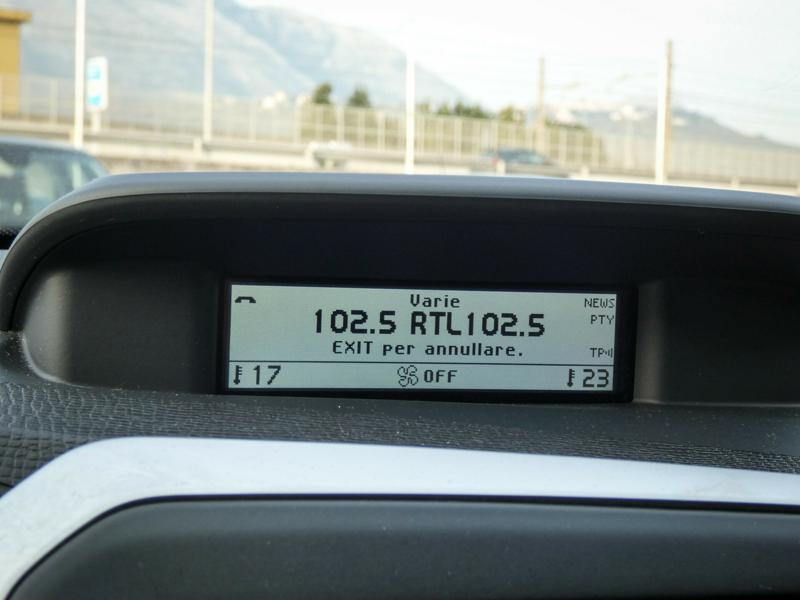 Varie
NEWS
102.5 RTL102.5
PTY
EXIT per annullare.
TP
17
OFF
23